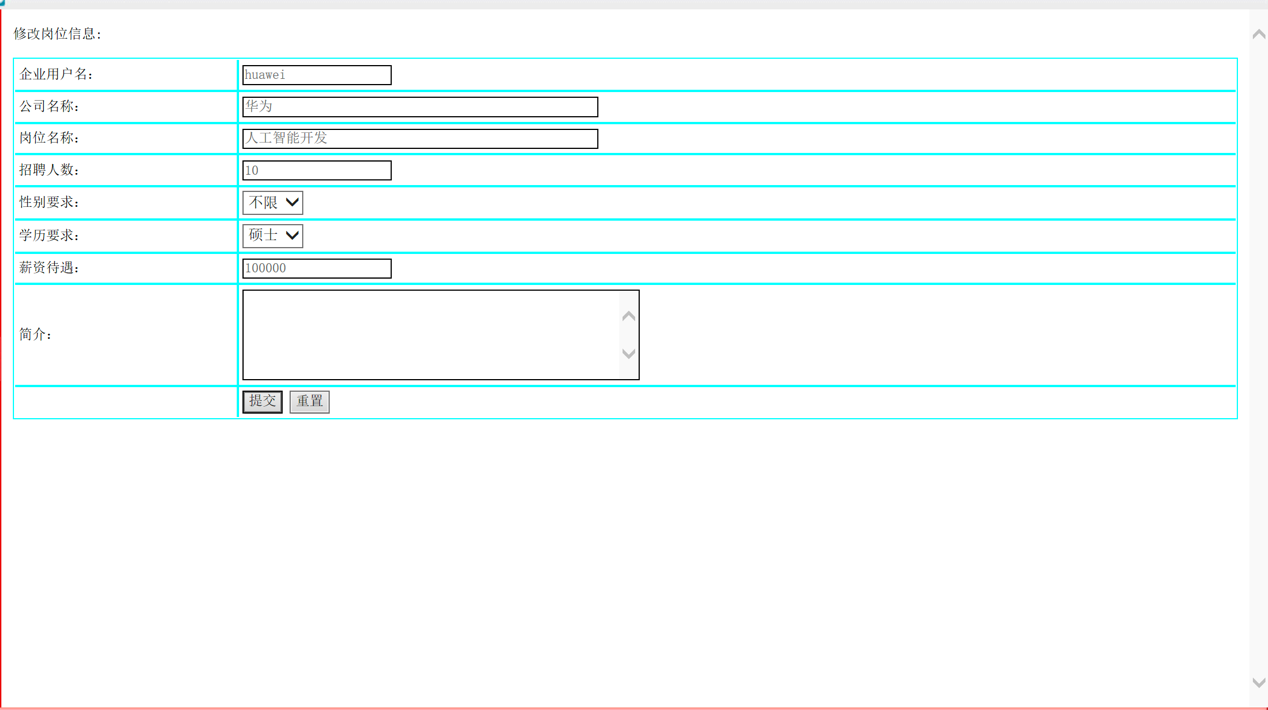 修改岗位信息:
企业用户名: huawei
公司名称: 华为
岗位名称: 人工智能开发
招聘人数: 10
性别要求: 不限
学历要求: 硕士
薪资待遇: 100000
简介:
提交 重置